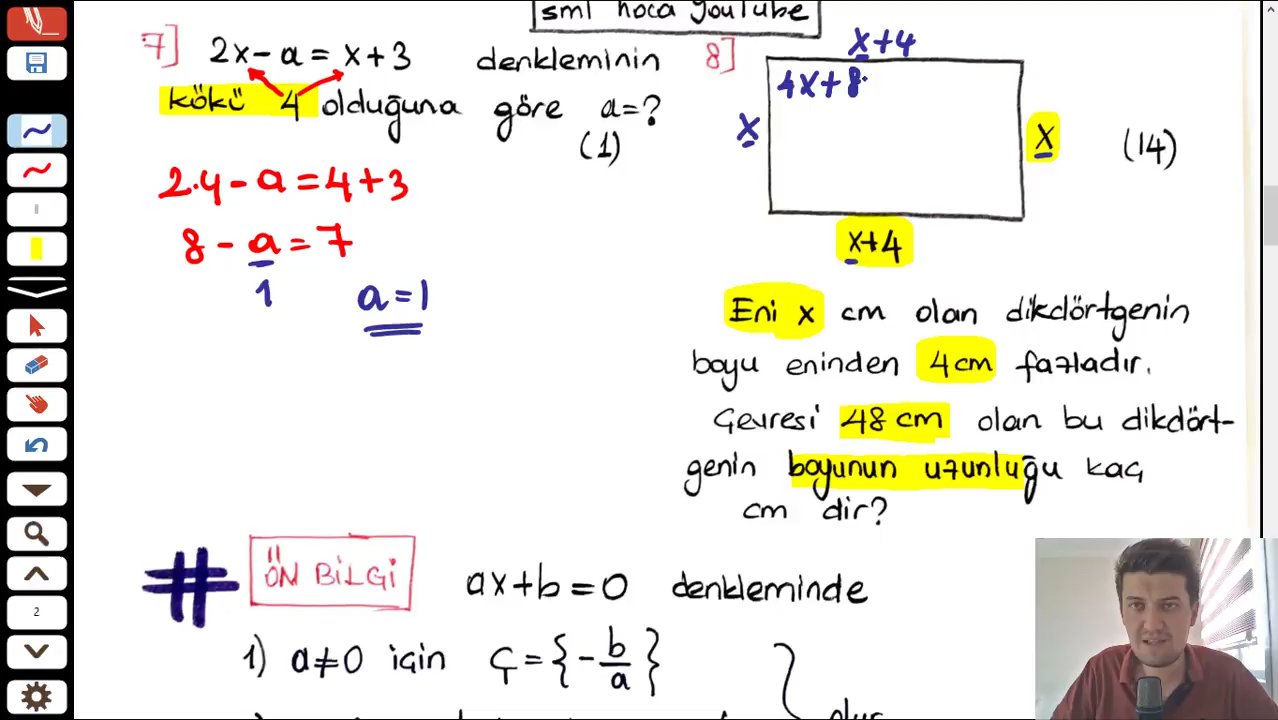 sml hoca YouTube
7] 2x - a = x + 3 denkleminin
kökü 4 olduğuna göre a = ?
(1)
2.4 - a = 4 + 3
8 - a = 7
1 a = 1
8] x + 4
4x + 8
x x (14)
x + 4
Eni x cm olan dikdörtgenin
boyu eninden 4 cm fazladır.
Çevresi 48 cm olan bu dikdört-
genin boyunun uzunluğu kaç
cm dir?
# ÖN BİLGİ ax + b = 0 denkleminde
1) a ≠ 0 için Ç = { - b/a }
2